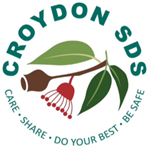 CROYDON SDS
CARE • SHARE • DO YOUR BEST • BE SAFE